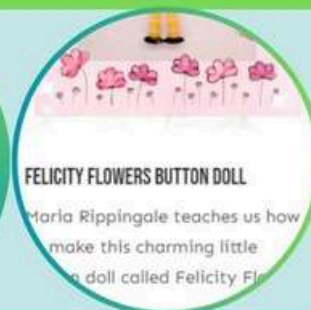 FELICITY FLOWERS BUTTON DOLL
Maria Rippingale teaches us how
make this charming little
doll called Felicity